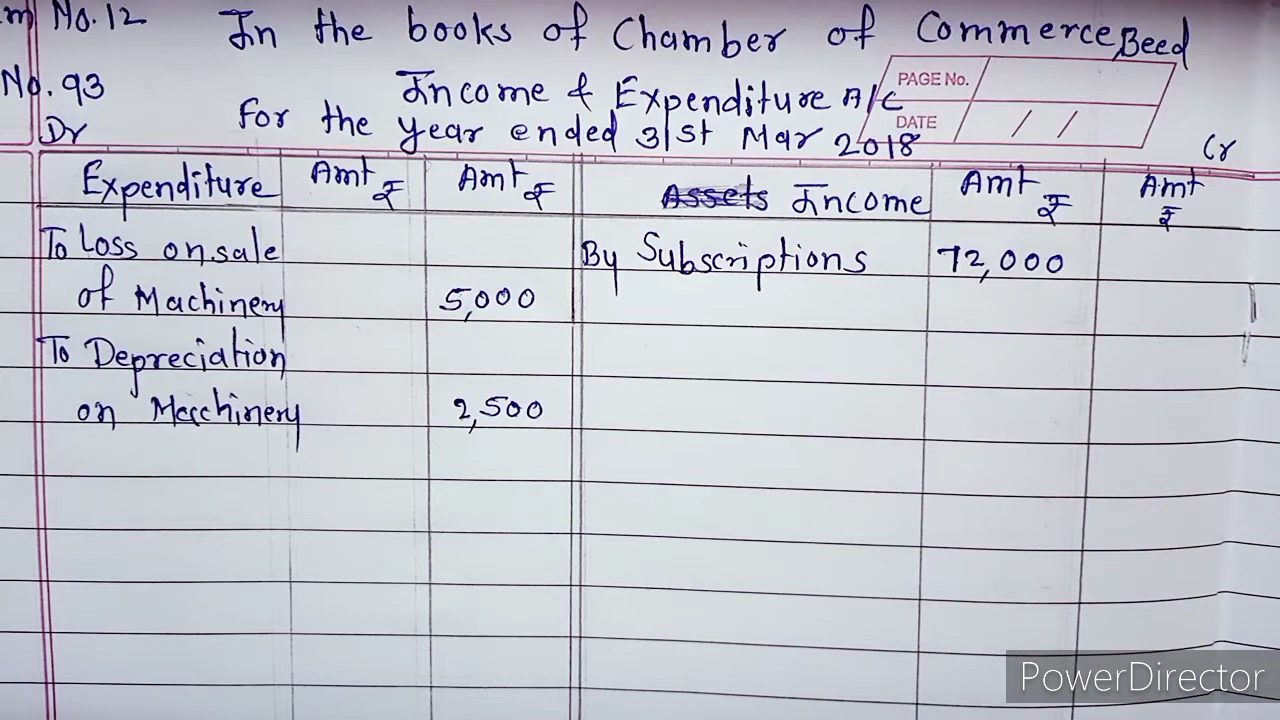 m No. 12 In the books of Chamber of Commerce, Beed
No. 93 Income & Expenditure A/C
For the year ended 31st Mar 2018
PAGE No.
DATE / /
Dr Cr
Expenditure Amt ₹ Amt ₹ Assets Income Amt ₹ Amt ₹
To Loss on sale By Subscriptions 72,000
of Machinery 5,000
To Depreciation
on Machinery 2,500
PowerDirector